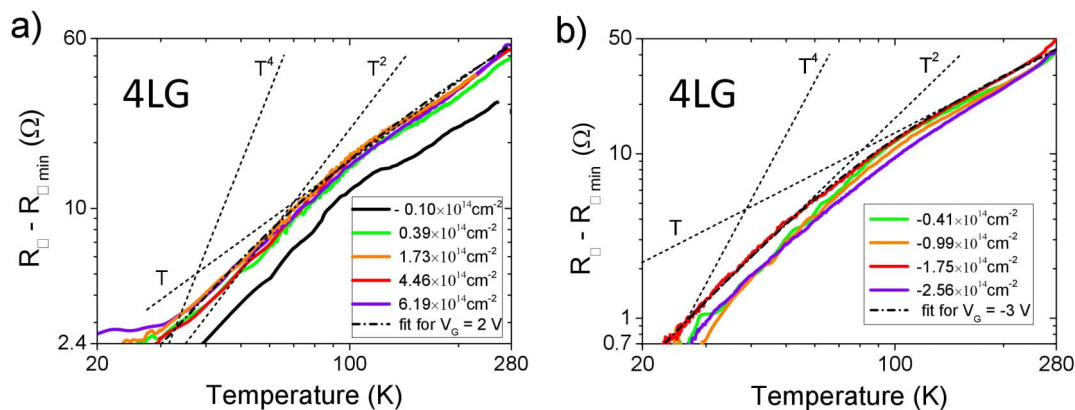 a)
60
10
2.4
R□ - R□ min (Ω)
4LG
T⁴
T²
T
- 0.10×10¹⁴cm⁻²
0.39×10¹⁴cm⁻²
1.73×10¹⁴cm⁻²
4.46×10¹⁴cm⁻²
6.19×10¹⁴cm⁻²
fit for V_G = 2 V
20
100
280
Temperature (K)
b)
50
10
1
0.7
R□ - R□ min (Ω)
4LG
T⁴
T²
T
-0.41×10¹⁴cm⁻²
-0.99×10¹⁴cm⁻²
-1.75×10¹⁴cm⁻²
-2.56×10¹⁴cm⁻²
fit for V_G = -3 V
20
100
280
Temperature (K)